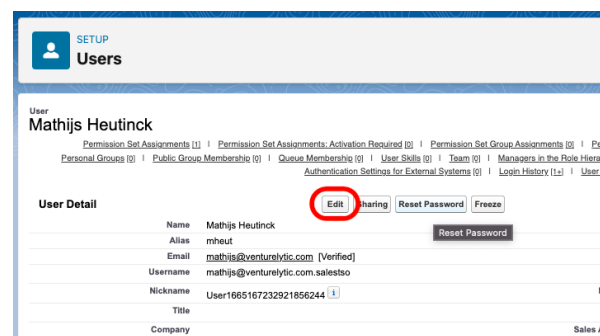 SETUP
Users
User
Mathijs Heutinck
Permission Set Assignments [1] | Permission Set Assignments: Activation Required [0] | Permission Set Group Assignments [0] | Pe
Personal Groups [0] | Public Group Membership [0] | Queue Membership [0] | User Skills [0] | Team [0] | Managers in the Role Hiera
Authentication Settings for External Systems [0] | Login History [1+] | User
User Detail Edit Sharing Reset Password Freeze
Name Mathijs Heutinck
Reset Password
Alias mheut
Email mathijs@venturelytic.com [Verified]
Username mathijs@venturelytic.com.salestso
Nickname User1665167232921856244 i
Title
Company Sales A